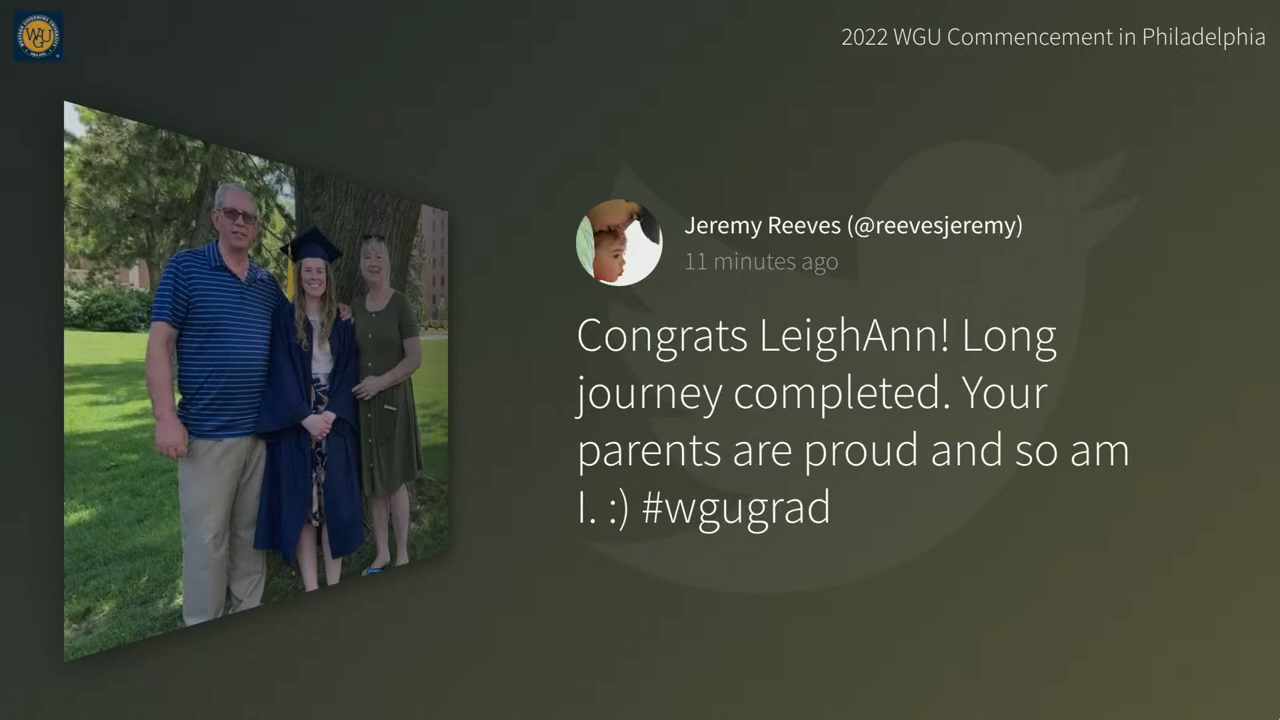 WGU
2022 WGU Commencement in Philadelphia
Jeremy Reeves (@reevesjeremy)
11 minutes ago
Congrats LeighAnn! Long
journey completed. Your
parents are proud and so am
I. :) #wgugrad